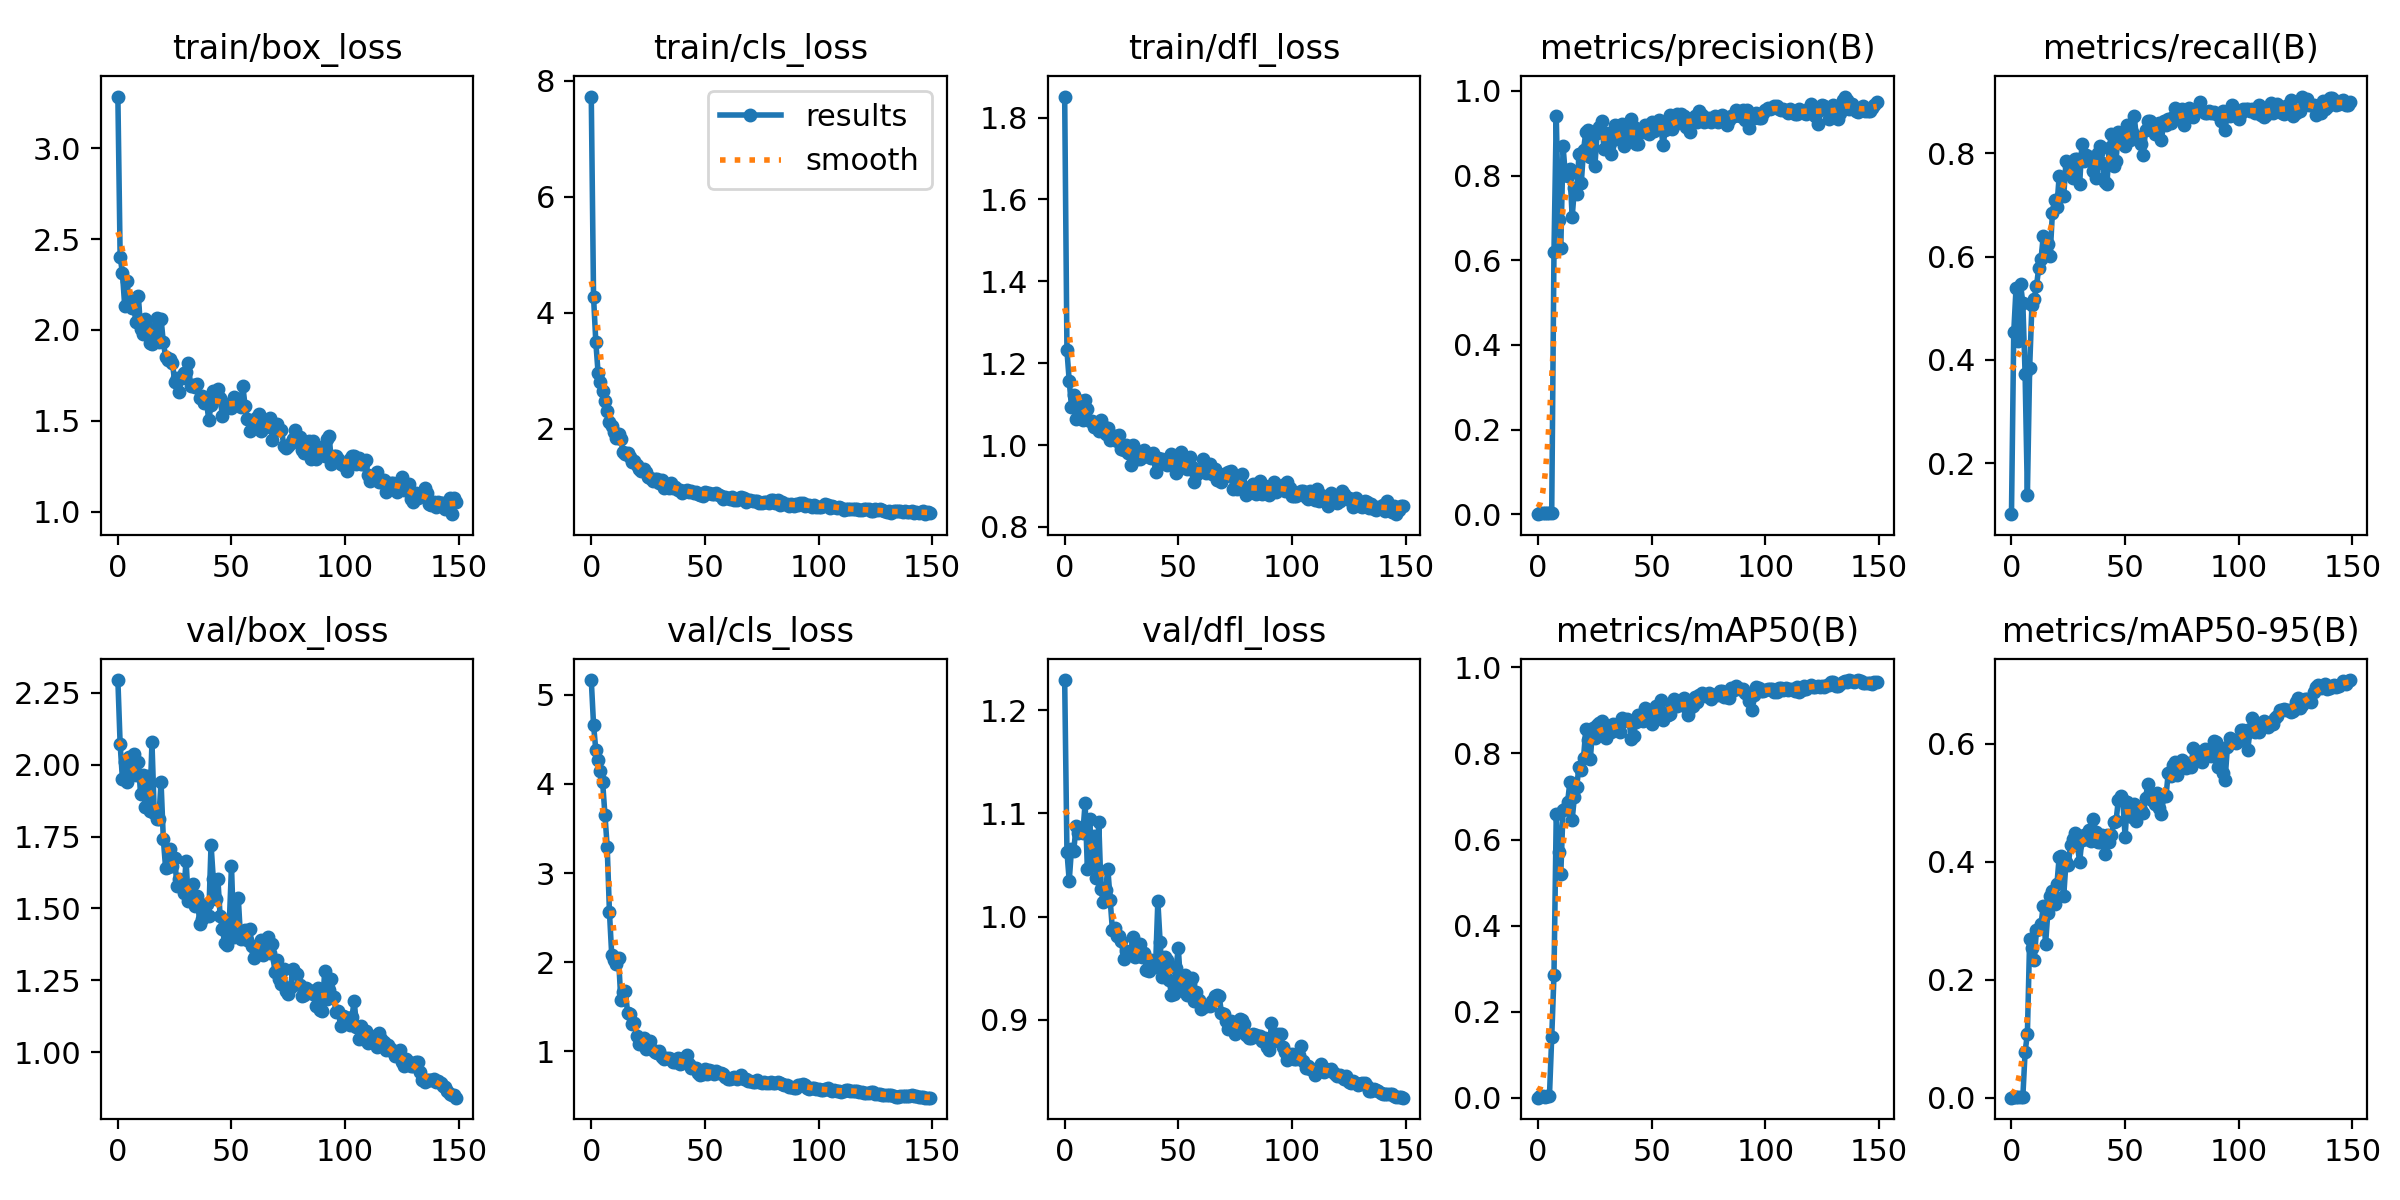 train/box_loss
train/cls_loss
train/dfl_loss
metrics/precision(B)
metrics/recall(B)
3.0
2.5
2.0
1.5
1.0
0 50 100 150
8
6
4
2
results
smooth
0 50 100 150
1.8
1.6
1.4
1.2
1.0
0.8
0 50 100 150
1.0
0.8
0.6
0.4
0.2
0.0
0 50 100 150
0.8
0.6
0.4
0.2
0 50 100 150
val/box_loss
val/cls_loss
val/dfl_loss
metrics/mAP50(B)
metrics/mAP50-95(B)
2.25
2.00
1.75
1.50
1.25
1.00
0 50 100 150
5
4
3
2
1
0 50 100 150
1.2
1.1
1.0
0.9
0 50 100 150
1.0
0.8
0.6
0.4
0.2
0.0
0 50 100 150
0.6
0.4
0.2
0.0
0 50 100 150